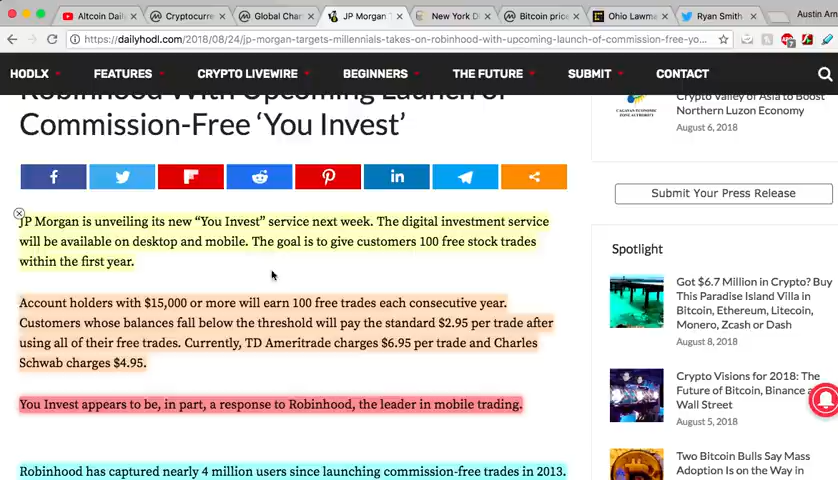 Altcoin Daily
Cryptocurre
Global Char
JP Morgan T
New York D
Bitcoin price
Ohio Lawma
Ryan Smith
Austin Arn
https://dailyhodl.com/2018/08/24/jp-morgan-targets-millennials-takes-on-robinhood-with-upcoming-launch-of-commission-free-yo...
HODLX
FEATURES
CRYPTO LIVEWIRE
BEGINNERS
THE FUTURE
SUBMIT
CONTACT
Robinhood With Upcoming Launch of
Commission-Free ‘You Invest’
JP Morgan is unveiling its new “You Invest” service next week. The digital investment service
will be available on desktop and mobile. The goal is to give customers 100 free stock trades
within the first year.
Account holders with $15,000 or more will earn 100 free trades each consecutive year.
Customers whose balances fall below the threshold will pay the standard $2.95 per trade after
using all of their free trades. Currently, TD Ameritrade charges $6.95 per trade and Charles
Schwab charges $4.95.
You Invest appears to be, in part, a response to Robinhood, the leader in mobile trading.
Robinhood has captured nearly 4 million users since launching commission-free trades in 2013.
Crypto Valley of Asia to Boost
Northern Luzon Economy
August 6, 2018
Submit Your Press Release
Spotlight
Got $6.7 Million in Crypto? Buy
This Paradise Island Villa in
Bitcoin, Ethereum, Litecoin,
Monero, Zcash or Dash
August 8, 2018
Crypto Visions for 2018: The
Future of Bitcoin, Binance a
Wall Street
August 5, 2018
Two Bitcoin Bulls Say Mass
Adoption Is on the Way in